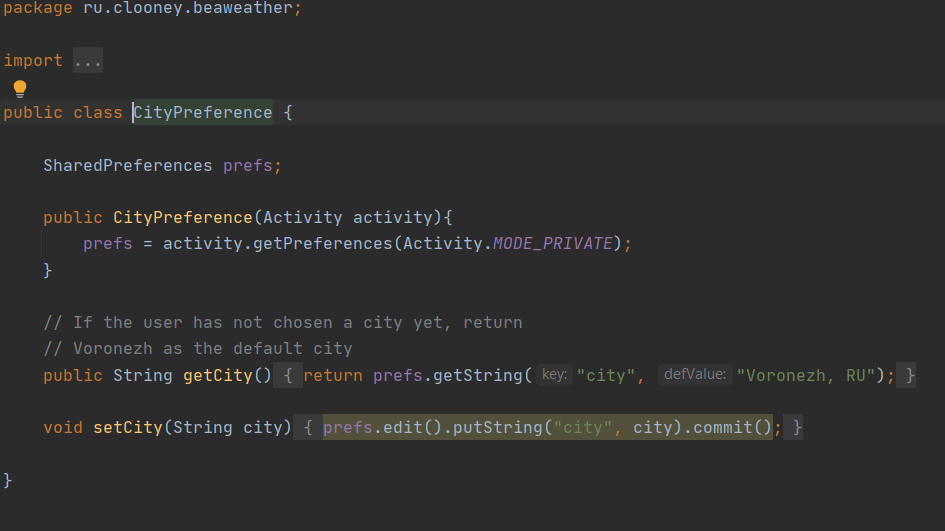 package ru.clooney.beaweather;
import ...
public class CityPreference {
SharedPreferences prefs;
public CityPreference(Activity activity){
prefs = activity.getPreferences(Activity.MODE_PRIVATE);
}
// If the user has not chosen a city yet, return
// Voronezh as the default city
public String getCity() { return prefs.getString( key: "city", defValue: "Voronezh, RU"); }
void setCity(String city) { prefs.edit().putString("city", city).commit(); }
}